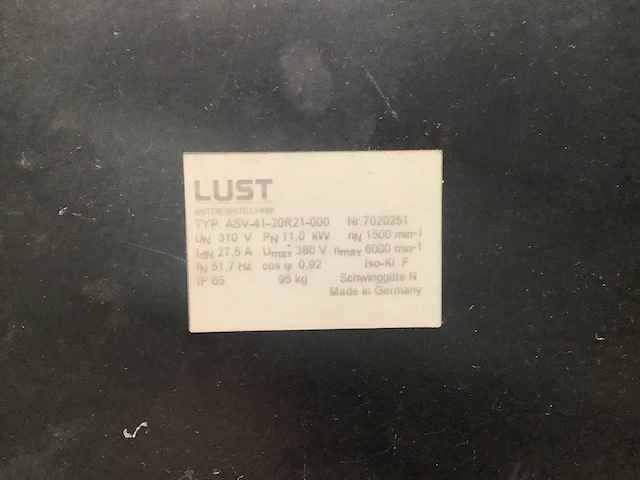 LUST
ANTRIEBSTECHNIK
TYP: ASV-41-20R21-000 Nr.7020251
UN 310 V PN 11,0 kW nN 1500 min-1
IdN 27,5 A Umax 380 V nmax 6000 min-1
fN 51,7 Hz cos φ 0,92 Iso-Kl. F
IP 65 95 kg Schwinggüte N
Made in Germany